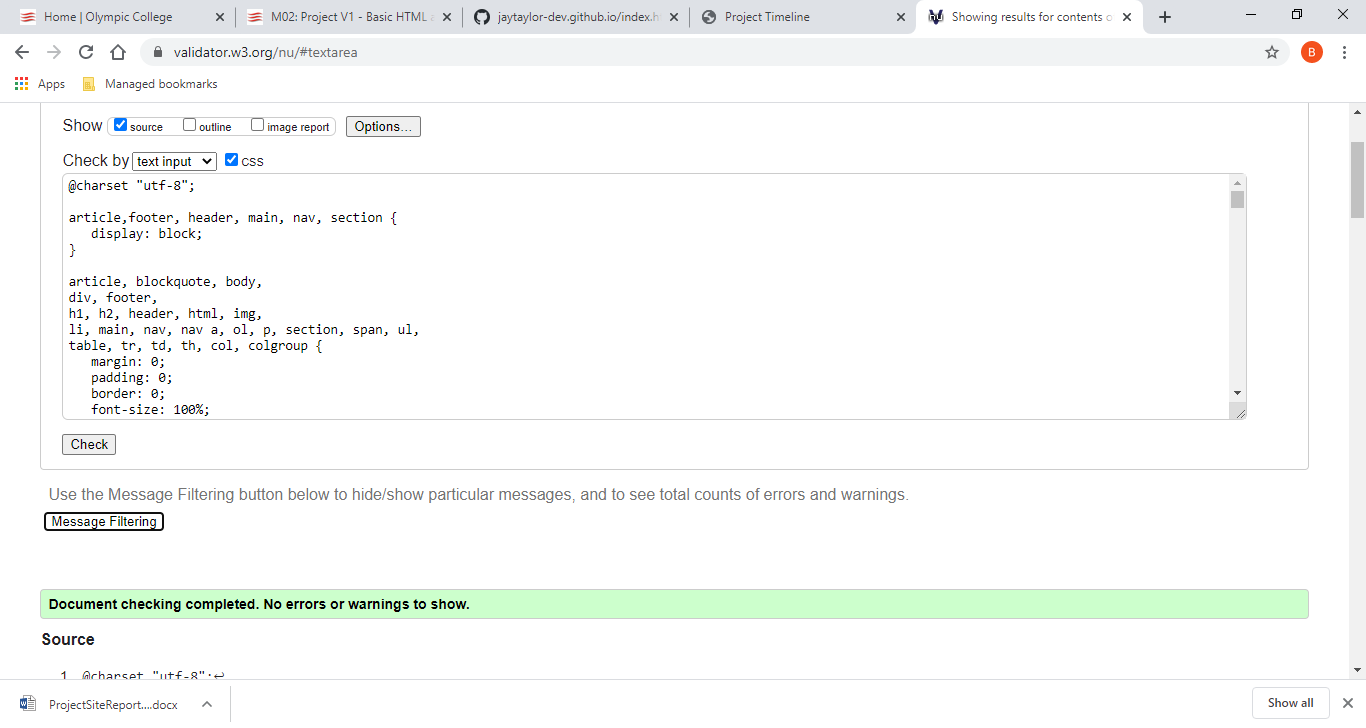 Home | Olympic College
M02: Project V1 - Basic HTML a
jaytaylor-dev.github.io/index.h
Project Timeline
Showing results for contents o
validator.w3.org/nu/#textarea
B
Apps
Managed bookmarks
Show source outline image report Options...
Check by text input css
@charset "utf-8";
article,footer, header, main, nav, section {
display: block;
}
article, blockquote, body,
div, footer,
h1, h2, header, html, img,
li, main, nav, nav a, ol, p, section, span, ul,
table, tr, td, th, col, colgroup {
margin: 0;
padding: 0;
border: 0;
font-size: 100%;
Check
Use the Message Filtering button below to hide/show particular messages, and to see total counts of errors and warnings.
Message Filtering
Document checking completed. No errors or warnings to show.
Source
1. @charset "utf-8";↩
ProjectSiteReport....docx
Show all